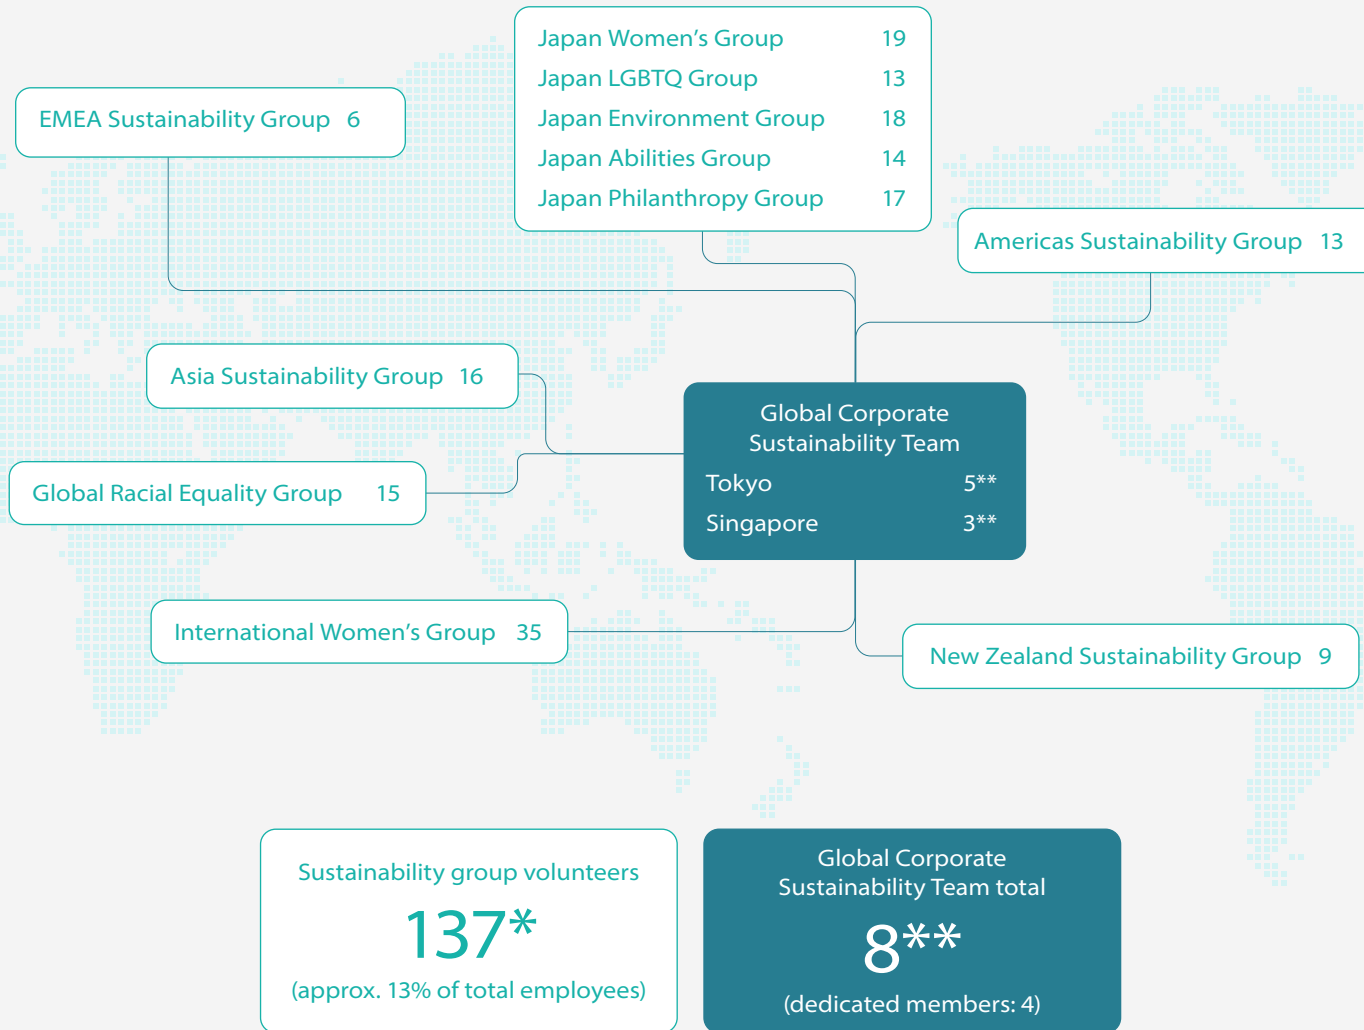 Japan Women’s Group 19
Japan LGBTQ Group 13
Japan Environment Group 18
Japan Abilities Group 14
Japan Philanthropy Group 17
EMEA Sustainability Group 6
Americas Sustainability Group 13
Asia Sustainability Group 16
Global Corporate
Sustainability Team
Tokyo 5**
Singapore 3**
Global Racial Equality Group 15
International Women’s Group 35
New Zealand Sustainability Group 9
Sustainability group volunteers
137*
(approx. 13% of total employees)
Global Corporate
Sustainability Team total
8**
(dedicated members: 4)